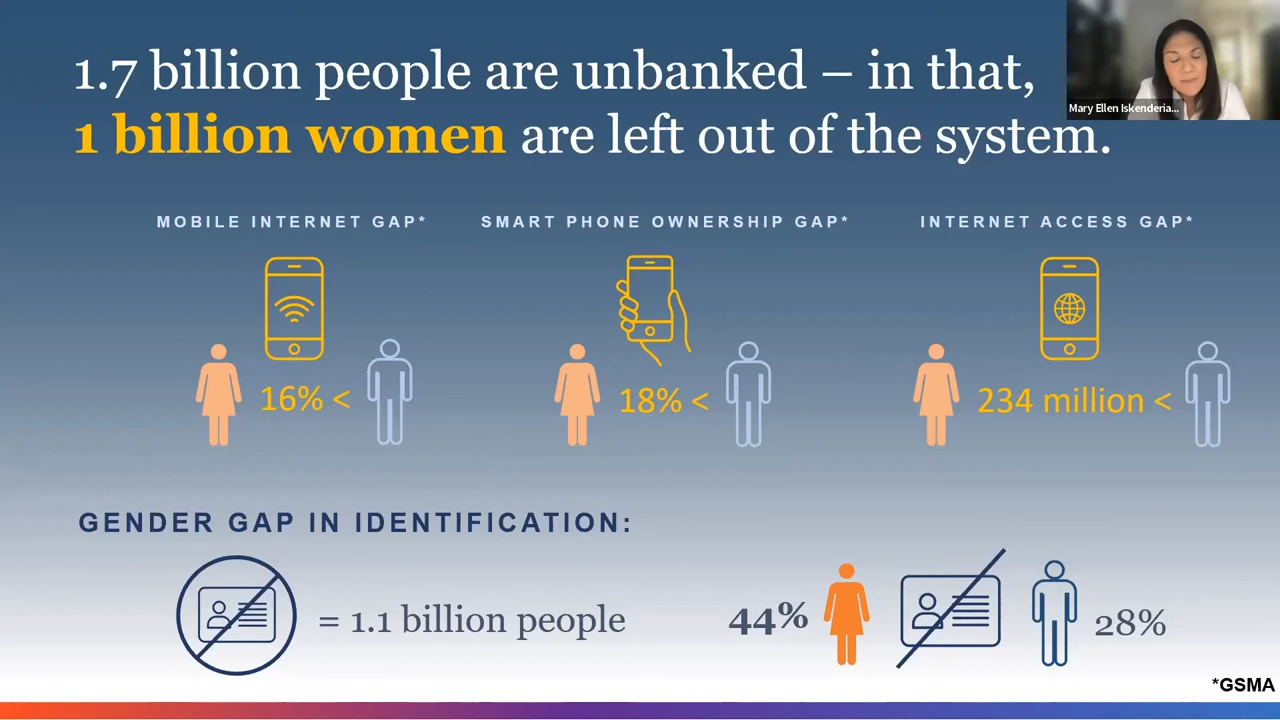 1.7 billion people are unbanked – in that,
1 billion women are left out of the system.
Mary Ellen Iskenderia...
MOBILE INTERNET GAP*
SMART PHONE OWNERSHIP GAP*
INTERNET ACCESS GAP*
16% <
18% <
234 million <
GENDER GAP IN IDENTIFICATION:
= 1.1 billion people
44%
28%
*GSMA